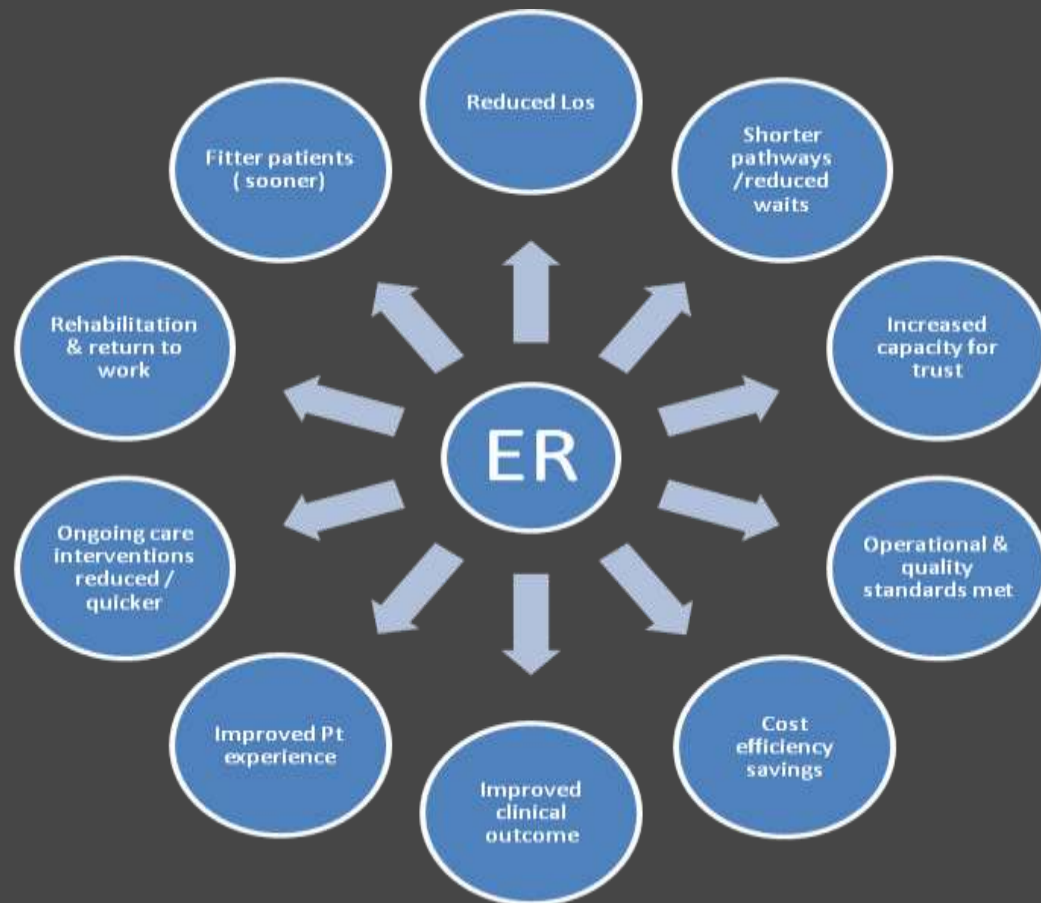 Reduced Los
Shorter
pathways
/reduced
waits
Increased
capacity for
trust
Operational &
quality
standards met
Cost
efficiency
savings
Improved
clinical
outcome
Improved Pt
experience
Ongoing care
interventions
reduced /
quicker
Rehabilitation
& return to
work
Fitter patients
( sooner)
ER